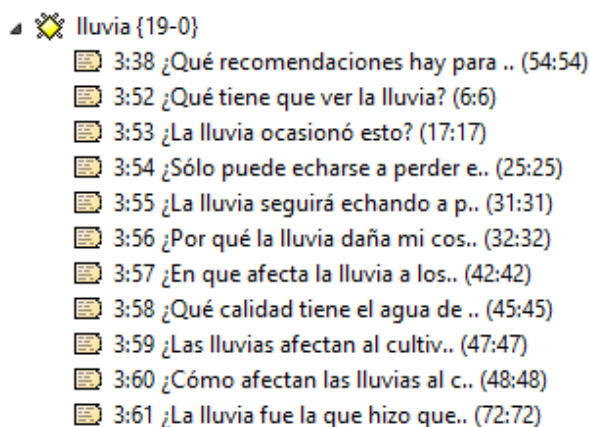 lluvia {19-0}
3:38 ¿Qué recomendaciones hay para .. (54:54)
3:52 ¿Qué tiene que ver la lluvia? (6:6)
3:53 ¿La lluvia ocasionó esto? (17:17)
3:54 ¿Sólo puede echarse a perder e.. (25:25)
3:55 ¿La lluvia seguirá echando a p.. (31:31)
3:56 ¿Por qué la lluvia daña mi cos.. (32:32)
3:57 ¿En que afecta la lluvia a los.. (42:42)
3:58 ¿Qué calidad tiene el agua de .. (45:45)
3:59 ¿Las lluvias afectan al cultiv.. (47:47)
3:60 ¿Cómo afectan las lluvias al c.. (48:48)
3:61 ¿La lluvia fue la que hizo que.. (72:72)